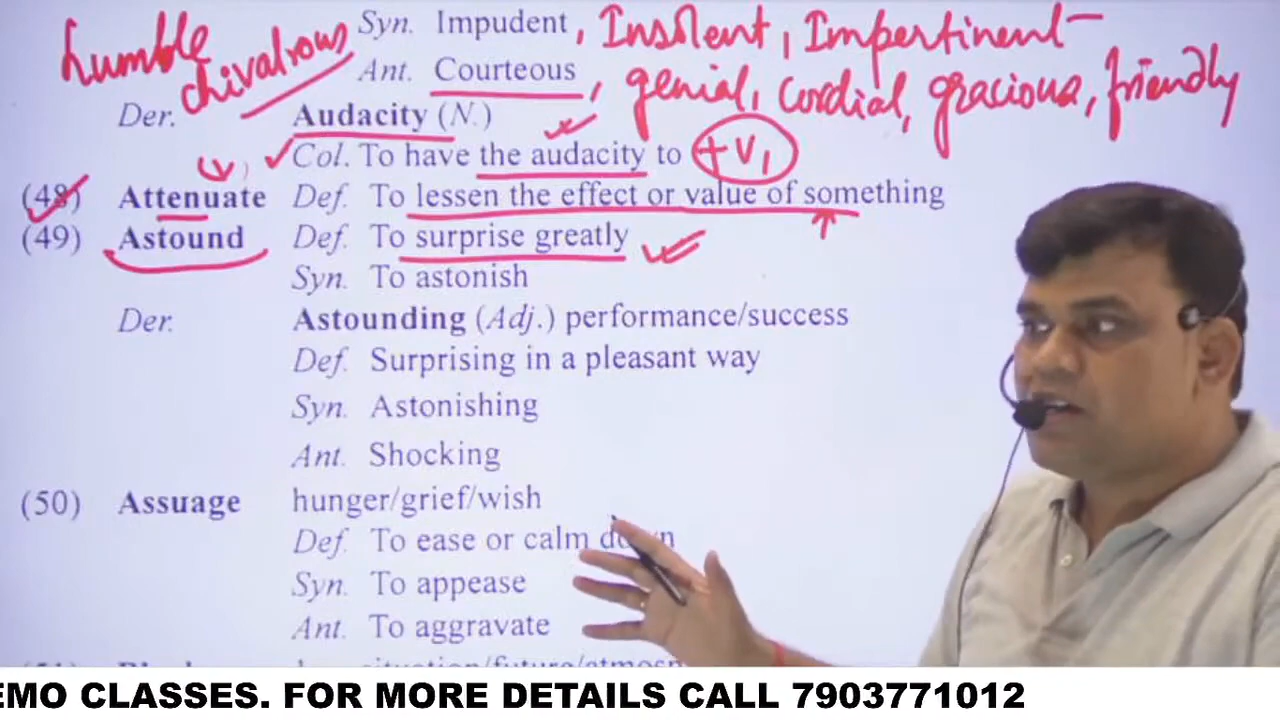 humble Syn. Impudent, Insolent, Impertinent
chivalrous Ant. Courteous, genial, cordial, gracious, friendly
Der. Audacity (N.)
Col. To have the audacity to +V1
(48) Attenuate Def. To lessen the effect or value of something
(49) Astound Def. To surprise greatly
Syn. To astonish
Der. Astounding (Adj.) performance/success
Def. Surprising in a pleasant way
Syn. Astonishing
Ant. Shocking
(50) Assuage hunger/grief/wish
Def. To ease or calm down
Syn. To appease
Ant. To aggravate
EMO CLASSES. FOR MORE DETAILS CALL 7903771012